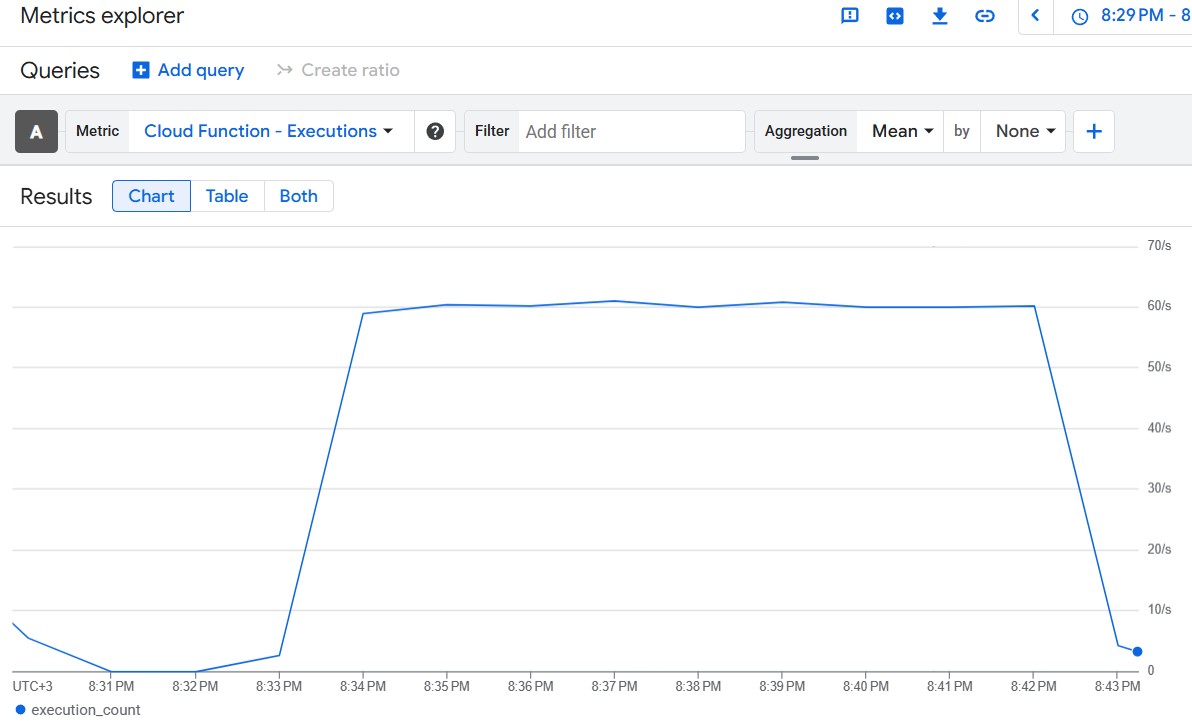 Metrics explorer
8:29 PM - 8
Queries
Add query
Create ratio
A
Metric
Cloud Function - Executions
Filter
Add filter
Aggregation
Mean
by
None
Results
Chart
Table
Both
70/s
60/s
50/s
40/s
30/s
20/s
10/s
0
UTC+3 8:31 PM 8:32 PM 8:33 PM 8:34 PM 8:35 PM 8:36 PM 8:37 PM 8:38 PM 8:39 PM 8:40 PM 8:41 PM 8:42 PM 8:43 PM
execution_count